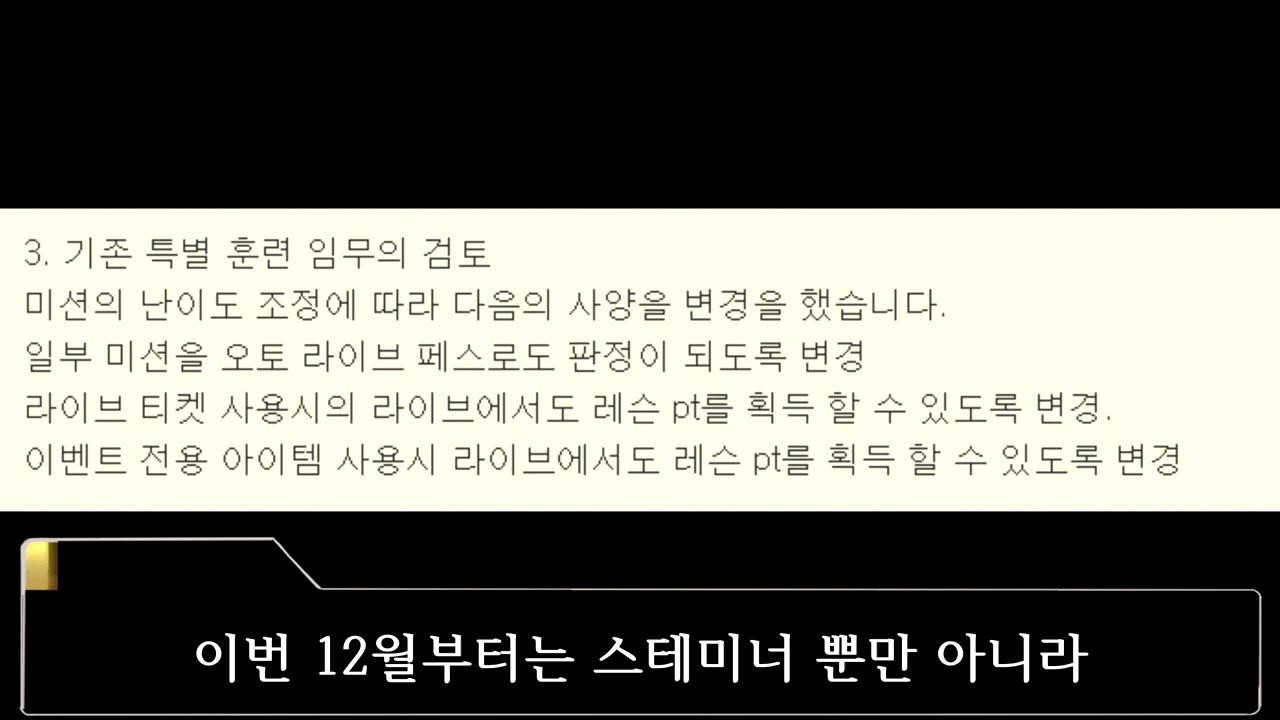 3. 기존 특별 훈련 임무의 검토
미션의 난이도 조정에 따라 다음의 사양을 변경을 했습니다.
일부 미션을 오토 라이브 페스로도 판정이 되도록 변경
라이브 티켓 사용시의 라이브에서도 레슨 pt를 획득 할 수 있도록 변경.
이벤트 전용 아이템 사용시 라이브에서도 레슨 pt를 획득 할 수 있도록 변경
이번 12월부터는 스테미너 뿐만 아니라